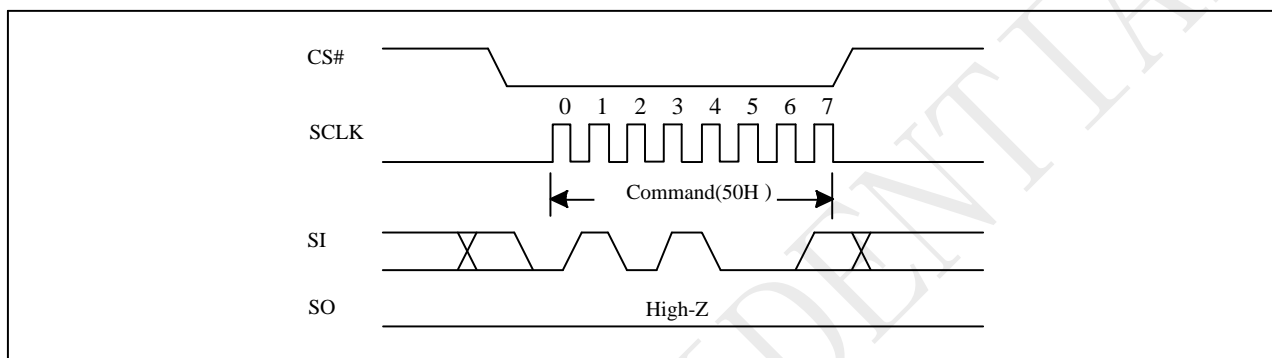 CS#
0 1 2 3 4 5 6 7
SCLK
Command(50H )
SI
SO High-Z